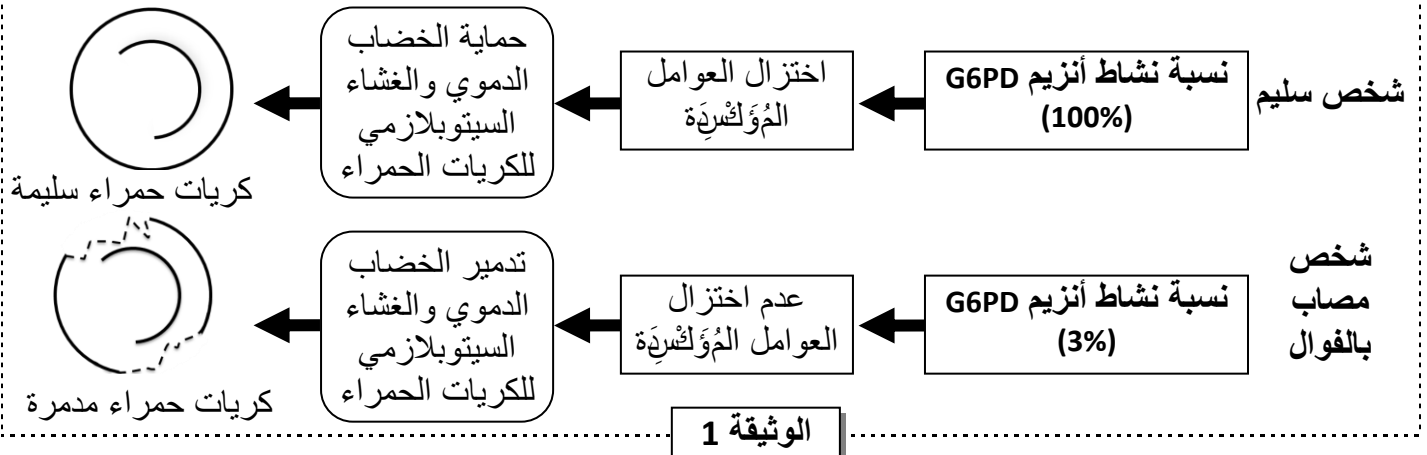 شخص سليم
نسبة نشاط أنزيم G6PD
(100%)
اختزال العوامل
المُؤَكْسِدَة
حماية الخضاب
الدموي والغشاء
السيتوبلازمي
للكريات الحمراء
كريات حمراء سليمة
شخص
مصاب
بالفوال
نسبة نشاط أنزيم G6PD
(3%)
عدم اختزال
العوامل المُؤَكْسِدَة
تدمير الخضاب
الدموي والغشاء
السيتوبلازمي
للكريات الحمراء
كريات حمراء مدمرة
الوثيقة 1